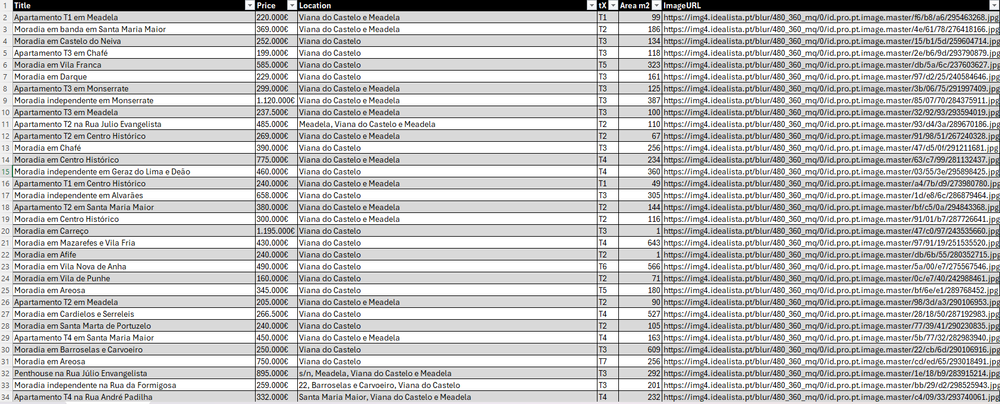 1 Title Price Location tX Area m2 ImageURL
2 Apartamento T1 em Meadela 220.000€ Viana do Castelo e Meadela T1 99 https://img4.idealista.pt/blur/480_360_mq/0/id.pro.pt.image.master/f6/b8/a6/295463268.jpg
3 Moradia em banda em Santa Maria Maior 369.000€ Viana do Castelo e Meadela T2 186 https://img4.idealista.pt/blur/480_360_mq/0/id.pro.pt.image.master/4e/61/78/276418166.jpg
4 Moradia em Castelo do Neiva 252.000€ Viana do Castelo T3 134 https://img4.idealista.pt/blur/480_360_mq/0/id.pro.pt.image.master/15/b1/5d/259604714.jpg
5 Apartamento T3 em Chafé 199.000€ Viana do Castelo T3 118 https://img4.idealista.pt/blur/480_360_mq/0/id.pro.pt.image.master/2e/b6/9d/293790879.jpg
6 Moradia em Vila Franca 585.000€ Viana do Castelo T5 323 https://img4.idealista.pt/blur/480_360_mq/0/id.pro.pt.image.master/db/5a/6c/237603627.jpg
7 Moradia em Darque 229.000€ Viana do Castelo T3 161 https://img4.idealista.pt/blur/480_360_mq/0/id.pro.pt.image.master/97/d2/25/240584646.jpg
8 Apartamento T3 em Monserrate 299.000€ Viana do Castelo e Meadela T3 125 https://img4.idealista.pt/blur/480_360_mq/0/id.pro.pt.image.master/3b/06/75/291997409.jpg
9 Moradia independente em Monserrate 1.120.000€ Viana do Castelo e Meadela T3 387 https://img4.idealista.pt/blur/480_360_mq/0/id.pro.pt.image.master/85/07/70/284375911.jpg
10 Apartamento T3 em Meadela 237.500€ Viana do Castelo e Meadela T3 100 https://img4.idealista.pt/blur/480_360_mq/0/id.pro.pt.image.master/32/92/93/293594019.jpg
11 Apartamento T2 na Rua Julio Evangelista 485.000€ Meadela, Viana do Castelo e Meadela T2 110 https://img4.idealista.pt/blur/480_360_mq/0/id.pro.pt.image.master/93/d4/3a/289670186.jpg
12 Apartamento T2 em Centro Histórico 269.000€ Viana do Castelo e Meadela T2 67 https://img4.idealista.pt/blur/480_360_mq/0/id.pro.pt.image.master/91/98/51/267240328.jpg
13 Moradia em Chafé 390.000€ Viana do Castelo T3 256 https://img4.idealista.pt/blur/480_360_mq/0/id.pro.pt.image.master/47/d5/0f/291211681.jpg
14 Moradia em Centro Histórico 775.000€ Viana do Castelo e Meadela T4 234 https://img4.idealista.pt/blur/480_360_mq/0/id.pro.pt.image.master/63/c7/99/281132437.jpg
15 Moradia independente em Geraz do Lima e Deão 460.000€ Viana do Castelo T4 360 https://img4.idealista.pt/blur/480_360_mq/0/id.pro.pt.image.master/03/55/3e/295898425.jpg
16 Apartamento T1 em Centro Histórico 240.000€ Viana do Castelo e Meadela T1 49 https://img4.idealista.pt/blur/480_360_mq/0/id.pro.pt.image.master/a4/7b/d9/273980780.jpg
17 Moradia independente em Alvarães 658.000€ Viana do Castelo T3 305 https://img4.idealista.pt/blur/480_360_mq/0/id.pro.pt.image.master/1d/e8/6c/286879464.jpg
18 Apartamento T2 em Santa Maria Maior 380.000€ Viana do Castelo e Meadela T2 144 https://img4.idealista.pt/blur/480_360_mq/0/id.pro.pt.image.master/bf/c5/0a/294843368.jpg
19 Moradia em Centro Histórico 300.000€ Viana do Castelo e Meadela T2 116 https://img4.idealista.pt/blur/480_360_mq/0/id.pro.pt.image.master/91/01/b7/287726641.jpg
20 Moradia em Carreço 1.195.000€ Viana do Castelo T3 1 https://img4.idealista.pt/blur/480_360_mq/0/id.pro.pt.image.master/47/c0/97/243535660.jpg
21 Moradia em Mazarefes e Vila Fria 430.000€ Viana do Castelo T4 643 https://img4.idealista.pt/blur/480_360_mq/0/id.pro.pt.image.master/97/91/19/251535520.jpg
22 Moradia em Afife 240.000€ Viana do Castelo T2 1 https://img4.idealista.pt/blur/480_360_mq/0/id.pro.pt.image.master/db/6b/55/280352715.jpg
23 Moradia em Vila Nova de Anha 490.000€ Viana do Castelo T6 566 https://img4.idealista.pt/blur/480_360_mq/0/id.pro.pt.image.master/5a/00/e7/275567546.jpg
24 Moradia em Vila de Punhe 160.000€ Viana do Castelo T2 71 https://img4.idealista.pt/blur/480_360_mq/0/id.pro.pt.image.master/0c/e7/40/242988461.jpg
25 Moradia em Areosa 345.000€ Viana do Castelo T5 180 https://img4.idealista.pt/blur/480_360_mq/0/id.pro.pt.image.master/bf/6e/e1/289768452.jpg
26 Apartamento T2 em Meadela 205.000€ Viana do Castelo e Meadela T2 90 https://img4.idealista.pt/blur/480_360_mq/0/id.pro.pt.image.master/98/3d/a3/290106953.jpg
27 Moradia em Cardielos e Serreleis 266.500€ Viana do Castelo T4 527 https://img4.idealista.pt/blur/480_360_mq/0/id.pro.pt.image.master/28/18/50/287192983.jpg
28 Moradia em Santa Marta de Portuzelo 240.000€ Viana do Castelo T2 105 https://img4.idealista.pt/blur/480_360_mq/0/id.pro.pt.image.master/77/39/41/290230835.jpg
29 Apartamento T4 em Santa Maria Maior 450.000€ Viana do Castelo e Meadela T4 163 https://img4.idealista.pt/blur/480_360_mq/0/id.pro.pt.image.master/5b/77/32/282983940.jpg
30 Moradia em Barroselas e Carvoeiro 250.000€ Viana do Castelo T3 609 https://img4.idealista.pt/blur/480_360_mq/0/id.pro.pt.image.master/22/cb/6d/290106916.jpg
31 Moradia em Areosa 750.000€ Viana do Castelo T7 256 https://img4.idealista.pt/blur/480_360_mq/0/id.pro.pt.image.master/cd/ed/65/293018491.jpg
32 Penthouse na Rua Júlio Envangelista 895.000€ s/n, Meadela, Viana do Castelo e Meadela T3 292 https://img4.idealista.pt/blur/480_360_mq/0/id.pro.pt.image.master/1e/18/b9/283915214.jpg
33 Moradia independente na Rua da Formigosa 259.000€ 22, Barroselas e Carvoeiro, Viana do Castelo T3 201 https://img4.idealista.pt/blur/480_360_mq/0/id.pro.pt.image.master/bb/29/d2/298525943.jpg
34 Apartamento T4 na Rua André Padilha 332.000€ Santa Maria Maior, Viana do Castelo e Meadela T4 232 https://img4.idealista.pt/blur/480_360_mq/0/id.pro.pt.image.master/c4/09/33/293740061.jpg